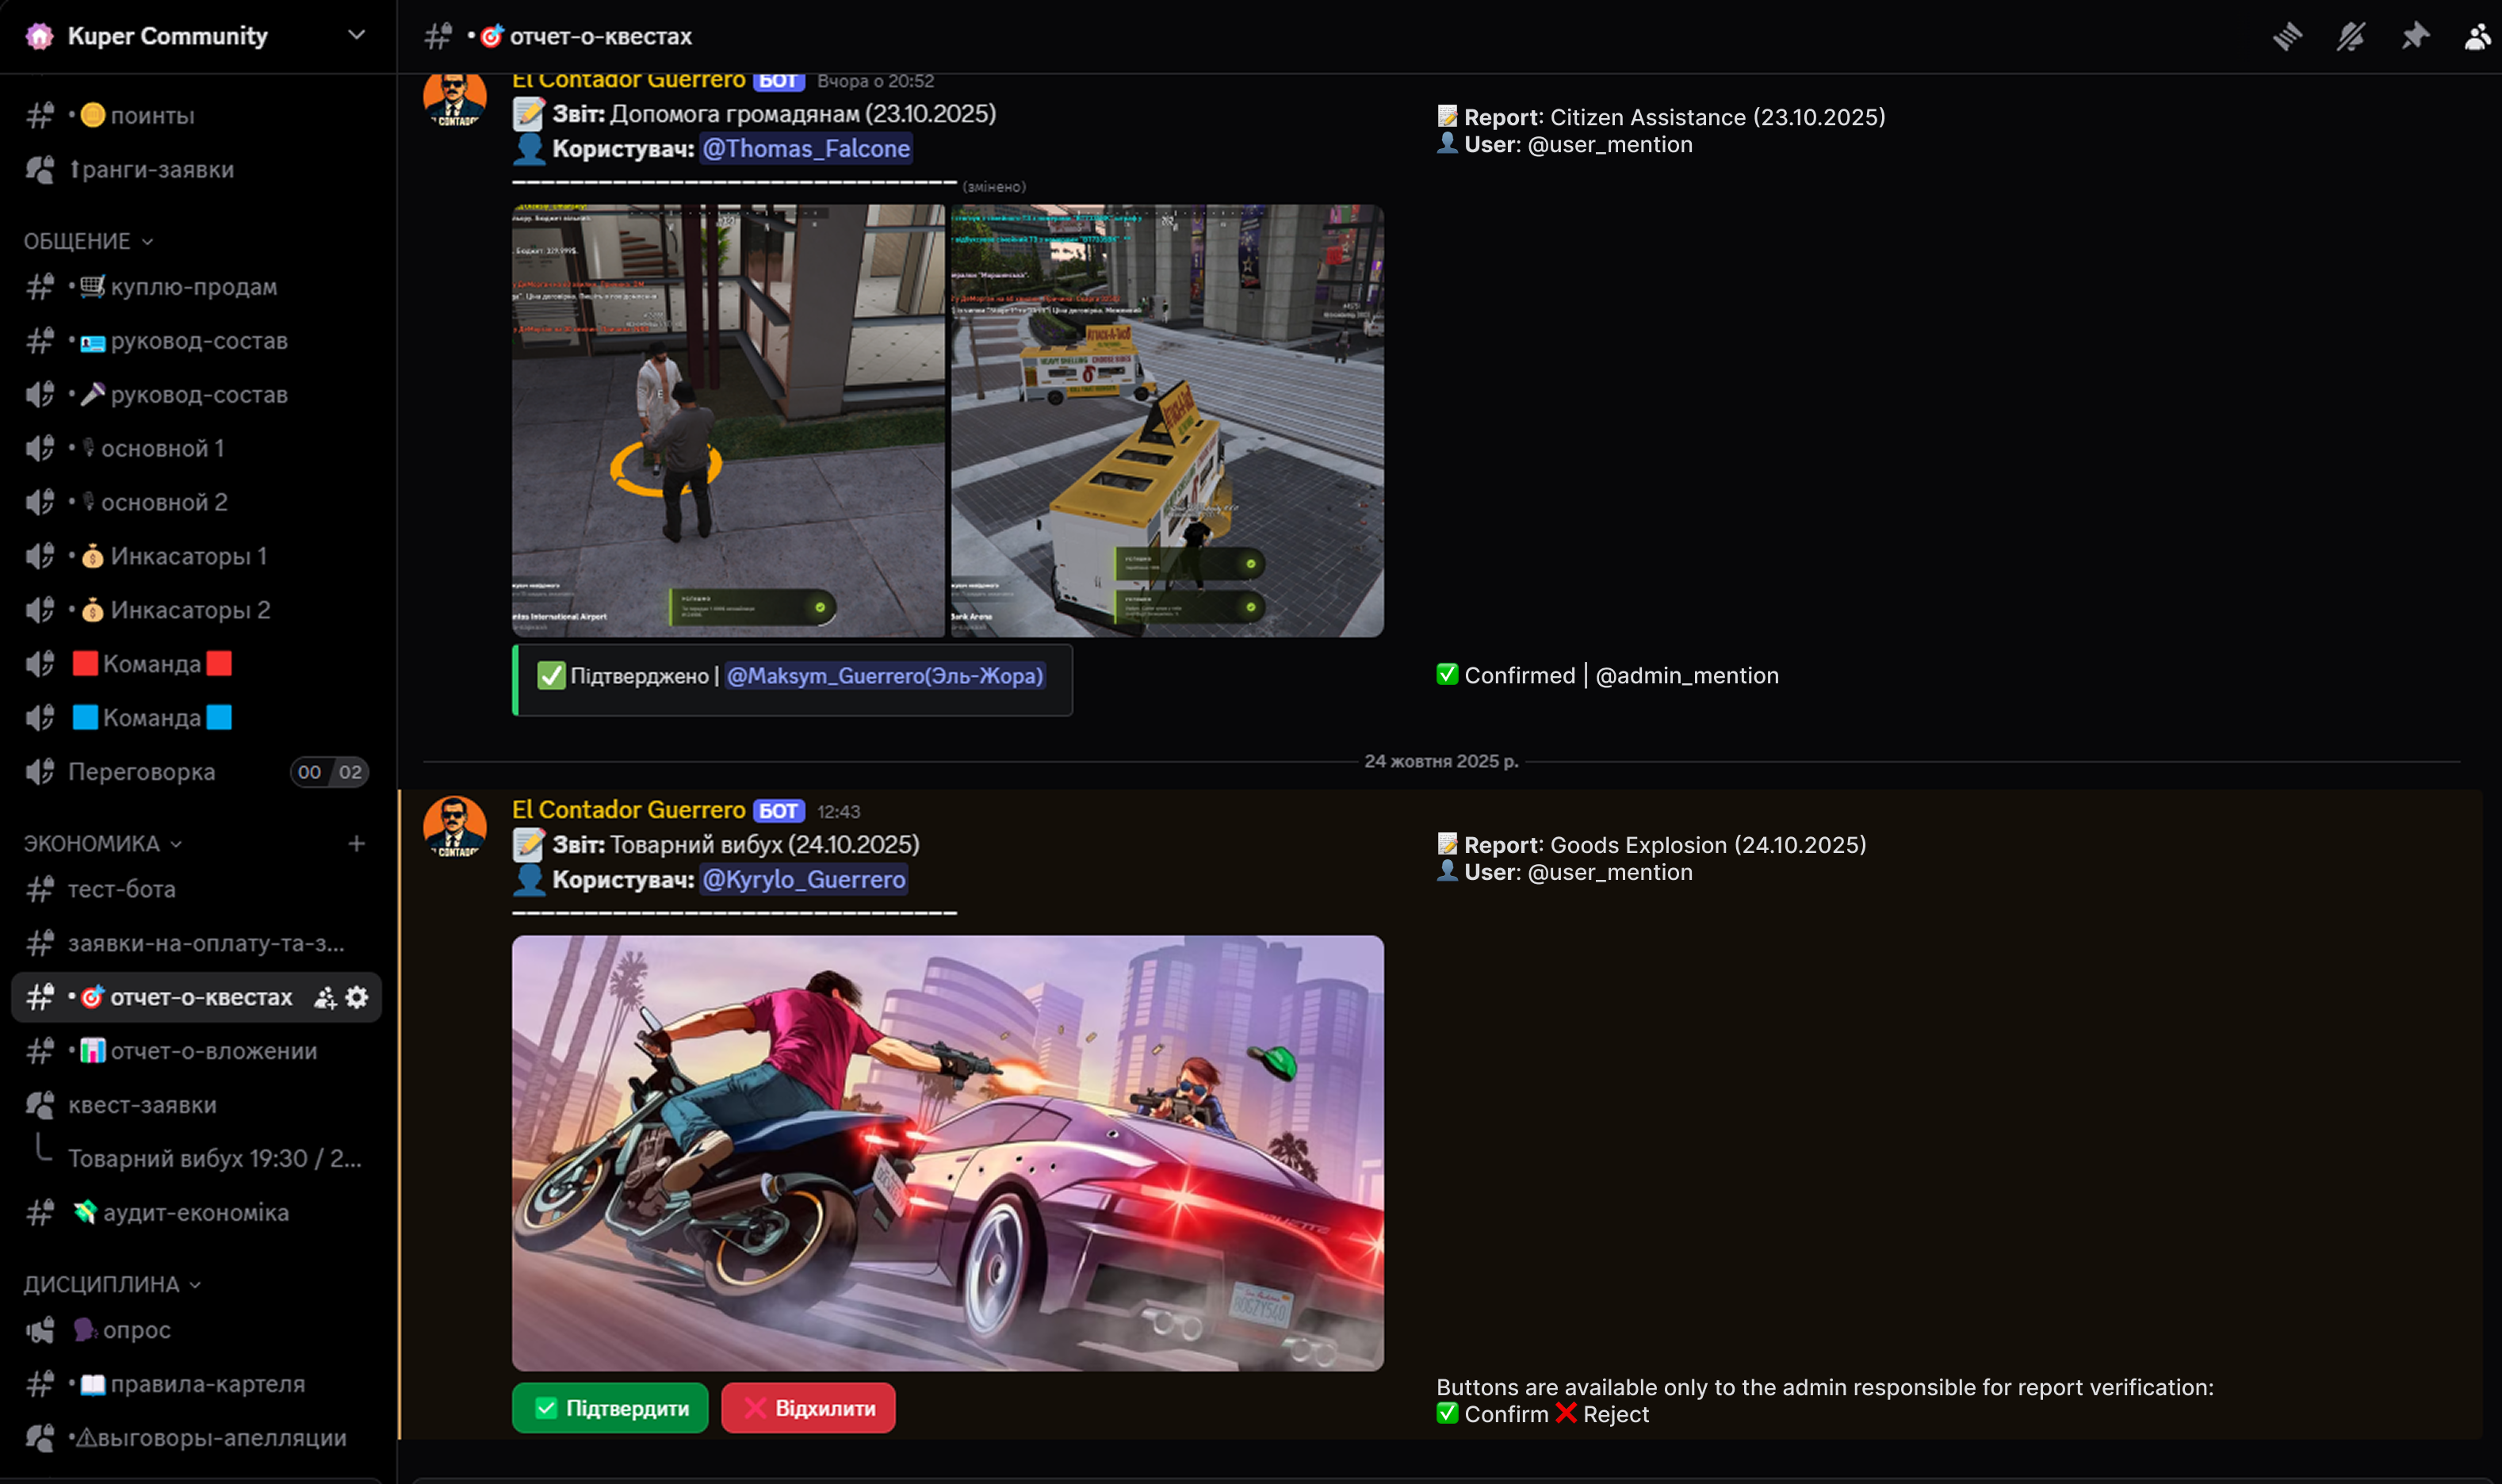 Kuper Community
•🎯 отчет-о-квестах
•🪙 поинты
⭡ранги-заявки
ОБЩЕНИЕ
•🛒 куплю-продам
•🪪 руковод-состав
•🎤 руковод-состав
•🎙 основной 1
•🎙 основной 2
•💰 Инкасаторы 1
•💰 Инкасаторы 2
🟥Команда🟥
🟦Команда🟦
Переговорка 00 / 02
ЭКОНОМИКА
тест-бота
заявки-на-оплату-та-з...
•🎯 отчет-о-квестах
•📊 отчет-о-вложении
квест-заявки
Товарний вибух 19:30 / 2...
💸 аудит-економіка
ДИСЦИПЛИНА
🗣 опрос
•📖 правила-картеля
•⚠выговоры-апелляции
El Contador Guerrero БОТ Вчора о 20:52
📝 Звіт: Допомога громадянам (23.10.2025)
👤 Користувач: @Thomas_Falcone
(змінено)
📝 Report: Citizen Assistance (23.10.2025)
👤 User: @user_mention
Bank Arena
✅ Підтверджено | @Maksym_Guerrero(Эль-Жора)
✅ Confirmed | @admin_mention
24 жовтня 2025 р.
El Contador Guerrero БОТ 12:43
📝 Звіт: Товарний вибух (24.10.2025)
👤 Користувач: @Kyrylo_Guerrero
📝 Report: Goods Explosion (24.10.2025)
👤 User: @user_mention
✅ Підтвердити ❌ Відхилити
Buttons are available only to the admin responsible for report verification:
✅ Confirm ❌ Reject